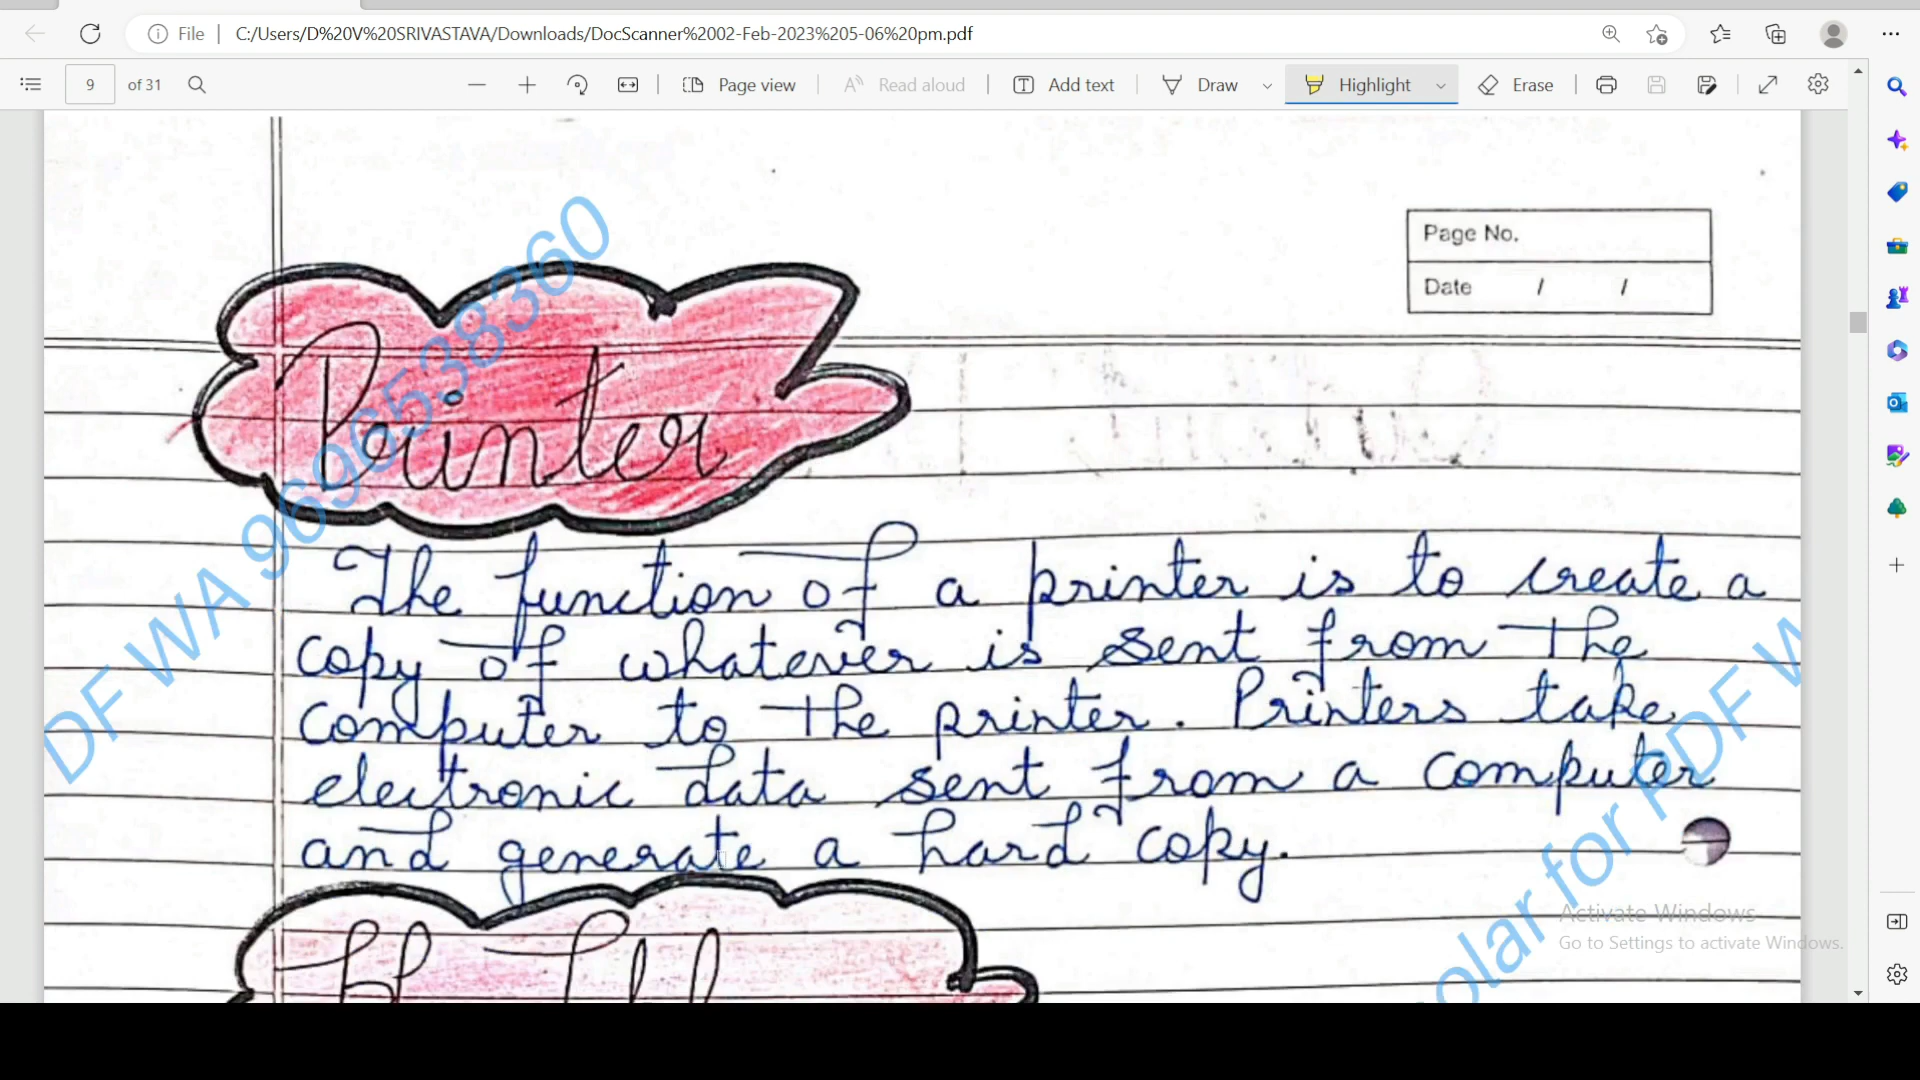 File
C:/Users/D%20V%20SRIVASTAVA/Downloads/DocScanner%2002-Feb-2023%205-06%20pm.pdf
9 of 31
Page view
Read aloud
Add text
Draw
Highlight
Erase
Page No.
Date / /
Printer
The function of a printer is to create a
copy of whatever is sent from the
computer to the printer. Printers take
electronic data sent from a computer
and generate a hard copy.
DF WA 9696538360
olar for PDF W
Activate Windows
Go to Settings to activate Windows.